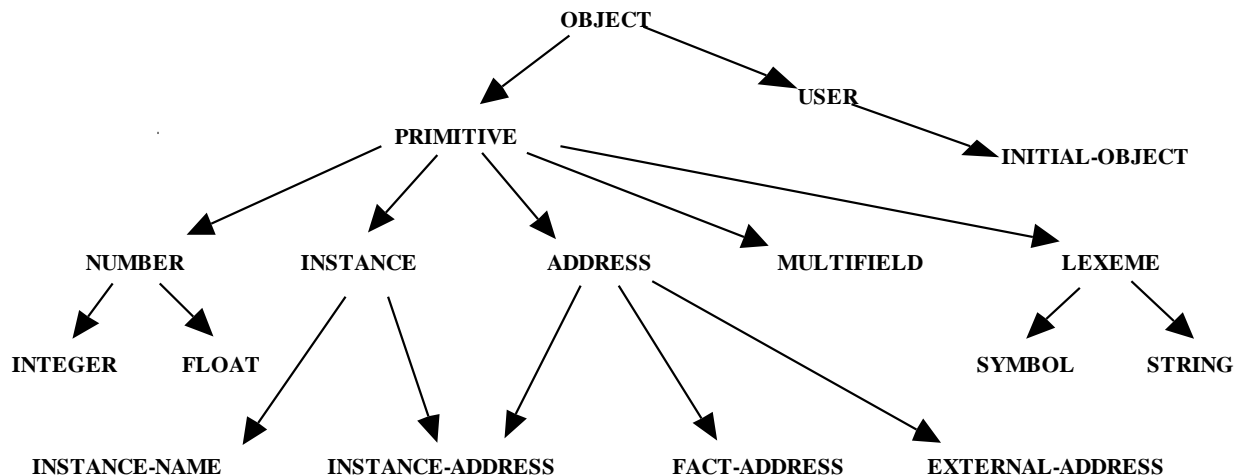 OBJECT
USER
PRIMITIVE
INITIAL-OBJECT
NUMBER
INSTANCE
ADDRESS
MULTIFIELD
LEXEME
INTEGER
FLOAT
SYMBOL
STRING
INSTANCE-NAME
INSTANCE-ADDRESS
FACT-ADDRESS
EXTERNAL-ADDRESS